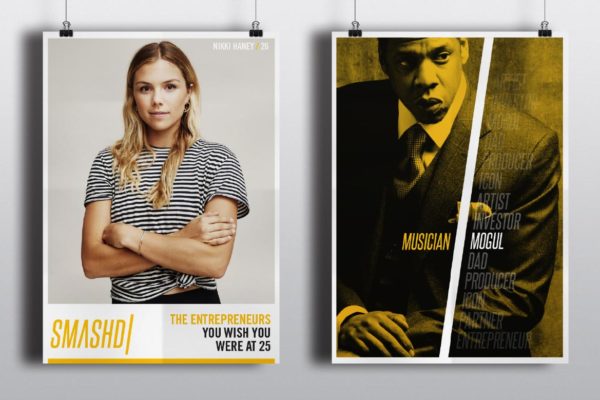 NIKKI HANEY / 26
SMASHD/
THE ENTREPRENEURS
YOU WISH YOU
WERE AT 25
DAD
PRODUCER
ICON
ARTIST
INVESTOR
MUSICIAN MOGUL
DAD
PRODUCER
ICON
PARTNER
ENTREPRENEUR